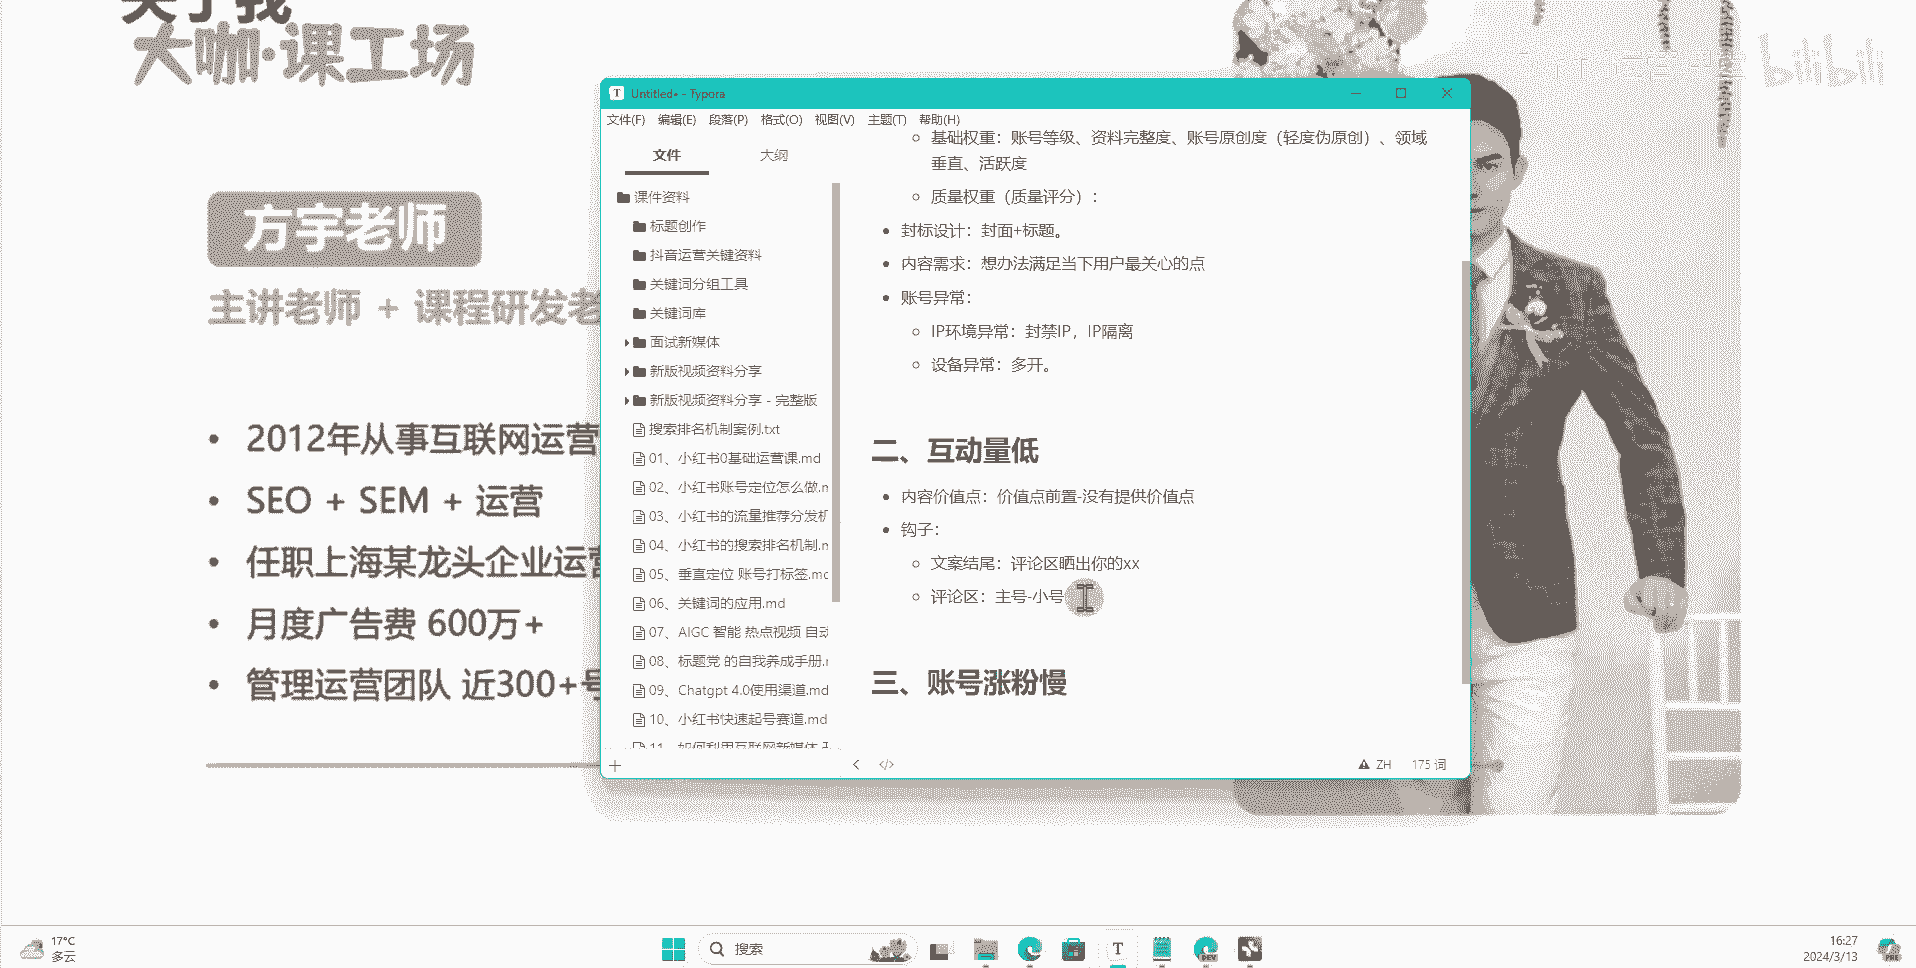 关于我
大咖·课工场
bilibili
方宇老师
主讲老师 + 课程研发老
2012年从事互联网运营
SEO + SEM + 运营
任职上海某龙头企业运营
月度广告费 600万+
管理运营团队 近300+号
Untitled• - Typora
文件(F) 编辑(E) 段落(P) 格式(O) 视图(V) 主题(T) 帮助(H)
文件 大纲
课件资料
标题创作
抖音运营关键资料
关键词分组工具
关键词库
面试新媒体
新版视频资料分享
新版视频资料分享 - 完整版
搜索排名机制案例.txt
01、小红书0基础运营课.md
02、小红书账号定位怎么做.m
03、小红书的流量推荐分发机
04、小红书的搜索排名机制.m
05、垂直定位 账号打标签.md
06、关键词的应用.md
07、AIGC 智能 热点视频 自动
08、标题党 的自我养成手册.m
09、Chatgpt 4.0使用渠道.md
10、小红书快速起号赛道.md
11、如何利用互联网新媒体
基础权重：账号等级、资料完整度、账号原创度（轻度伪原创）、领域
垂直、活跃度
质量权重（质量评分）：
封标设计：封面+标题。
内容需求：想办法满足当下用户最关心的点
账号异常：
IP环境异常：封禁IP，IP隔离
设备异常：多开。
二、互动量低
内容价值点：价值点前置-没有提供价值点
钩子：
文案结尾：评论区晒出你的xx
评论区：主号-小号
三、账号涨粉慢
ZH 175 词
17°C
多云
搜索
16:27
2024/3/13